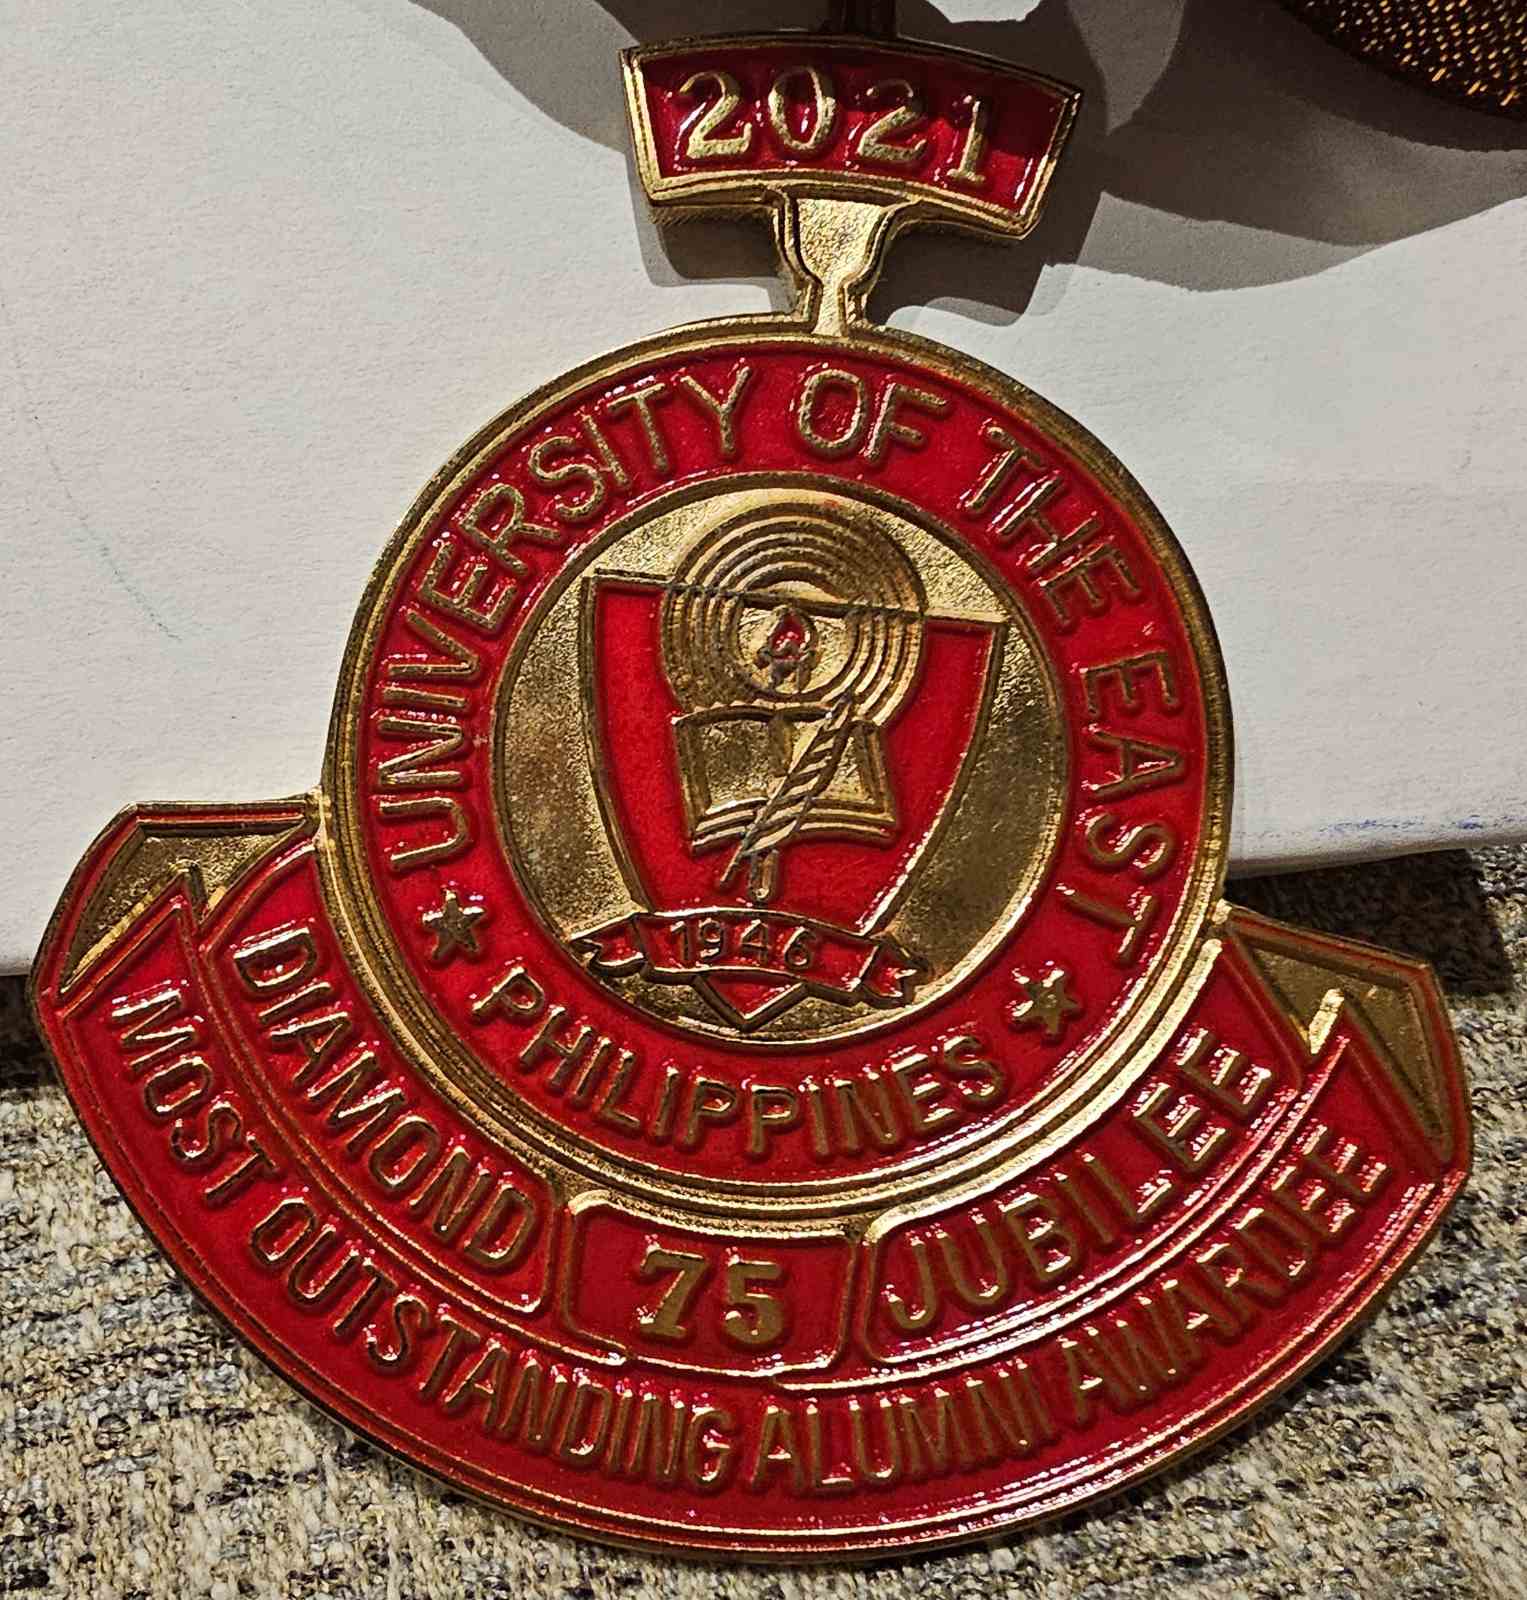 2021
UNIVERSITY OF THE EAST
★ PHILIPPINES ★
1946
DIAMOND 75 JUBILEE
MOST OUTSTANDING ALUMNI AWARDEE